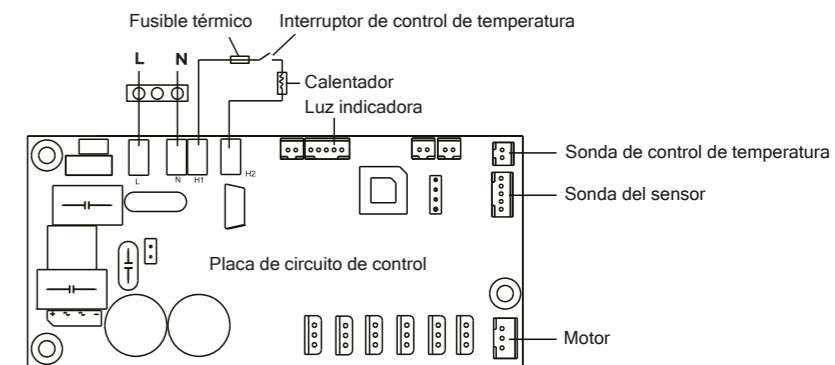 Fusible térmico
Interruptor de control de temperatura
L N
Calentador
Luz indicadora
L N H1 H2
Sonda de control de temperatura
Sonda del sensor
Placa de circuito de control
+ ~ ~ -
Motor